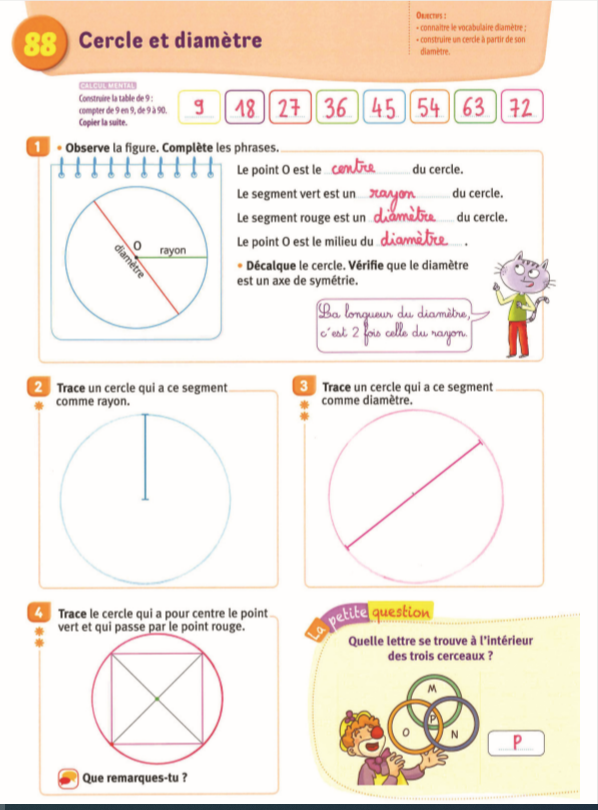 88 Cercle et diamètre
OBJECTIFS :
• connaître le vocabulaire diamètre ;
• construire un cercle à partir de son
diamètre.
CALCUL MENTAL
Construire la table de 9 :
compter de 9 en 9, de 9 à 90.
Copier la suite.
9 18 27 36 45 54 63 72
1 • Observe la figure. Complète les phrases.
Le point O est le centre du cercle.
Le segment vert est un rayon du cercle.
Le segment rouge est un diamètre du cercle.
Le point O est le milieu du diamètre .
O
rayon
diamètre
• Décalque le cercle. Vérifie que le diamètre
est un axe de symétrie.
La longueur du diamètre,
c'est 2 fois celle du rayon.
2 Trace un cercle qui a ce segment
comme rayon.
3 Trace un cercle qui a ce segment
comme diamètre.
4 Trace le cercle qui a pour centre le point
vert et qui passe par le point rouge.
Que remarques-tu ?
La petite question
Quelle lettre se trouve à l'intérieur
des trois cerceaux ?
M
P
O
N
P